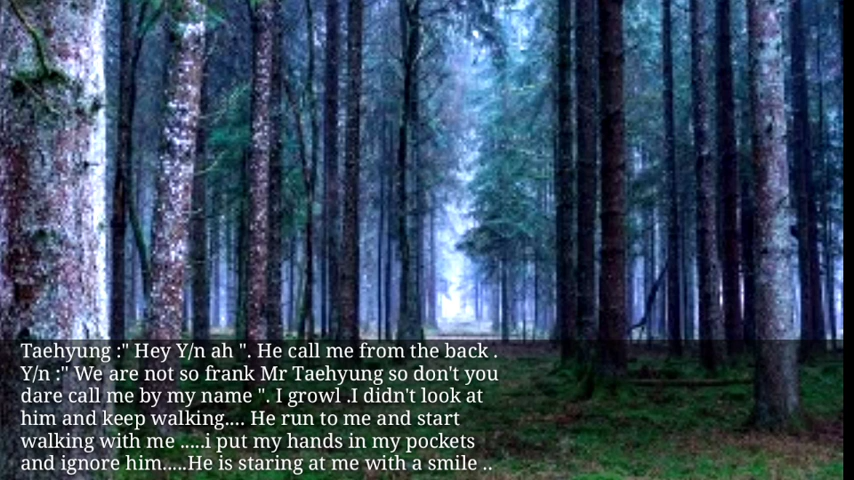 Taehyung :" Hey Y/n ah ". He call me from the back .
Y/n :" We are not so frank Mr Taehyung so don't you
dare call me by my name ". I growl .I didn't look at
him and keep walking.... He run to me and start
walking with me .....i put my hands in my pockets
and ignore him.....He is staring at me with a smile ..